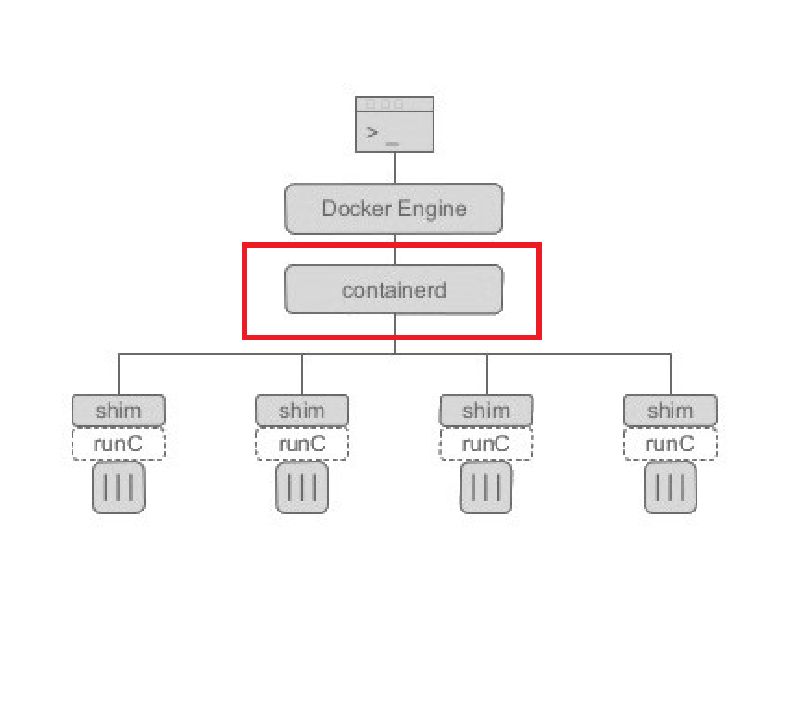 >_
Docker Engine
containerd
shim shim shim shim
runC runC runC runC